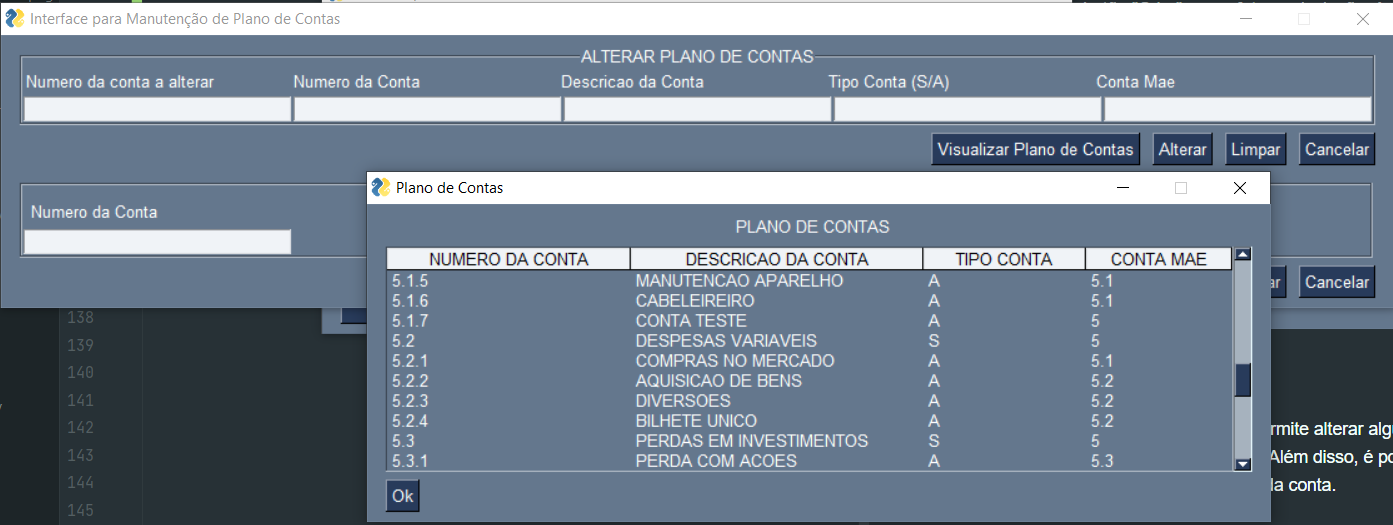 Interface para Manutenção de Plano de Contas
ALTERAR PLANO DE CONTAS
Numero da conta a alterar Numero da Conta Descricao da Conta Tipo Conta (S/A) Conta Mae
Visualizar Plano de Contas Alterar Limpar Cancelar
Plano de Contas
Numero da Conta
PLANO DE CONTAS
NUMERO DA CONTA DESCRICAO DA CONTA TIPO CONTA CONTA MAE
5.1.5 MANUTENCAO APARELHO A 5.1
5.1.6 CABELEIREIRO A 5.1
5.1.7 CONTA TESTE A 5
5.2 DESPESAS VARIAVEIS S 5
5.2.1 COMPRAS NO MERCADO A 5.1
5.2.2 AQUISICAO DE BENS A 5.2
5.2.3 DIVERSOES A 5.2
5.2.4 BILHETE UNICO A 5.2
5.3 PERDAS EM INVESTIMENTOS S 5
5.3.1 PERDA COM ACOES A 5.3
Ok
Cancelar
138
139
140
141
142
143
144
145
rmite alterar algu
Além disso, é po
la conta.